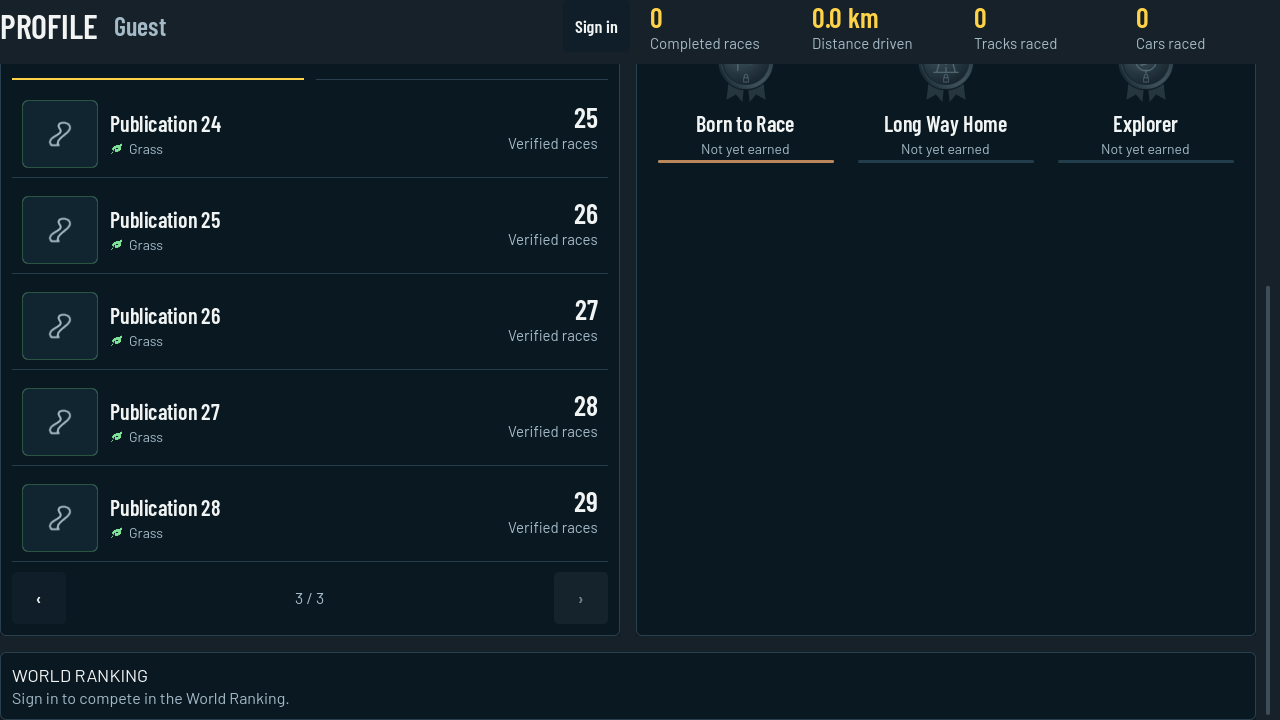 PROFILE Guest
Sign in
0
Completed races
0.0 km
Distance driven
0
Tracks raced
0
Cars raced
Publication 24
Grass
25
Verified races
Publication 25
Grass
26
Verified races
Publication 26
Grass
27
Verified races
Publication 27
Grass
28
Verified races
Publication 28
Grass
29
Verified races
‹
3 / 3
›
Born to Race
Not yet earned
Long Way Home
Not yet earned
Explorer
Not yet earned
WORLD RANKING
Sign in to compete in the World Ranking.